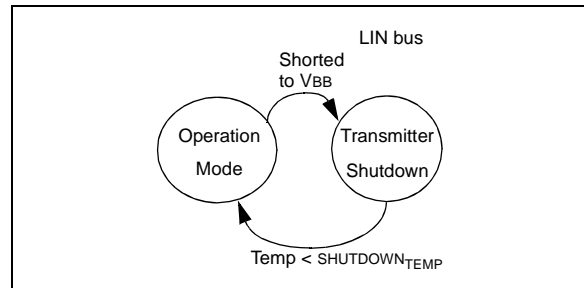 LIN bus
Shorted
to VBB
Operation
Mode
Transmitter
Shutdown
Temp < SHUTDOWNTEMP